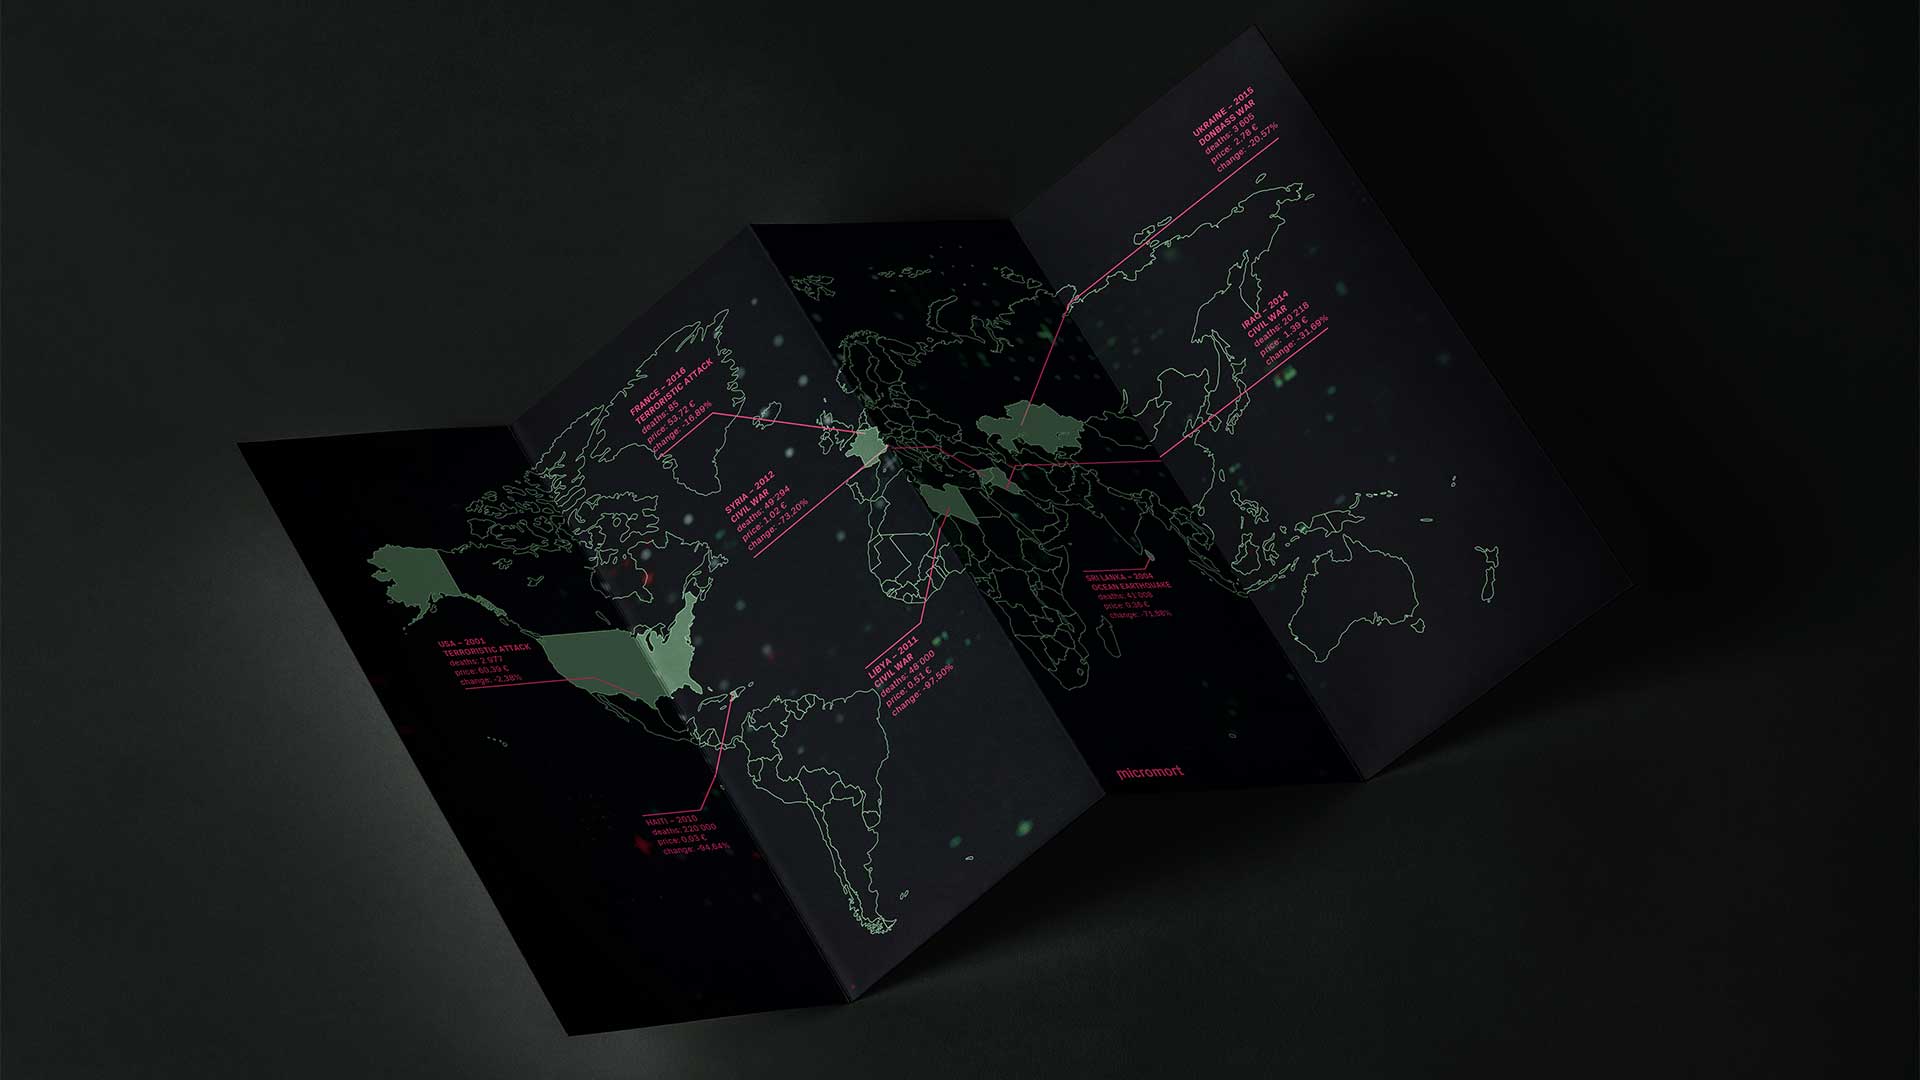 UKRAINE – 2015
DONBASS WAR
deaths: 3 605
price: 2,78 €
change: -20,57%
IRAQ – 2014
CIVIL WAR
deaths: 20 218
price: 1,39 €
change: -31,69%
FRANCE – 2016
TERRORISTIC ATTACK
deaths: 85
price: 53,72 €
change: -16,89%
SYRIA – 2012
CIVIL WAR
deaths: 49 294
price: 1,02 €
change: -73,20%
SRI LANKA – 2004
OCEAN EARTHQUAKE
deaths: 41 009
price: 0,36 €
change: -71,88%
USA – 2001
TERRORISTIC ATTACK
deaths: 2 977
price: 60,39 €
change: -2,38%
LIBYA – 2011
CIVIL WAR
deaths: 48 000
price: 0,51 €
change: -97,50%
HAITI – 2010
deaths: 220 000
price: 0,03 €
change: -94,64%
micromort